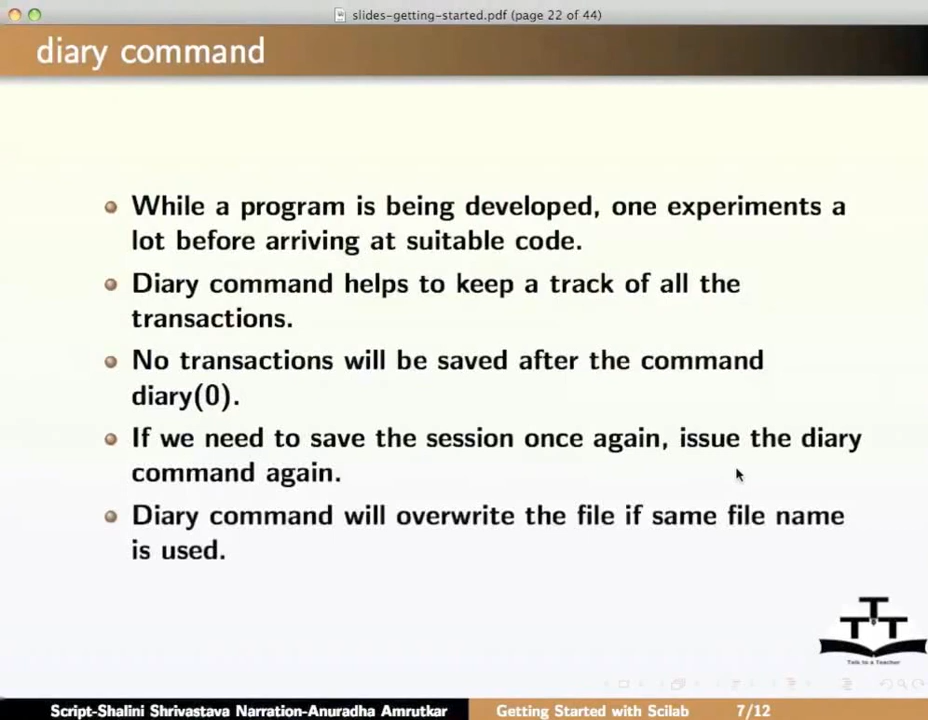 slides-getting-started.pdf (page 22 of 44)
diary command
While a program is being developed, one experiments a
lot before arriving at suitable code.
Diary command helps to keep a track of all the
transactions.
No transactions will be saved after the command
diary(0).
If we need to save the session once again, issue the diary
command again.
Diary command will overwrite the file if same file name
is used.
T
T T
Talk to a Teacher
Script-Shalini Shrivastava Narration-Anuradha Amrutkar
Getting Started with Scilab
7/12